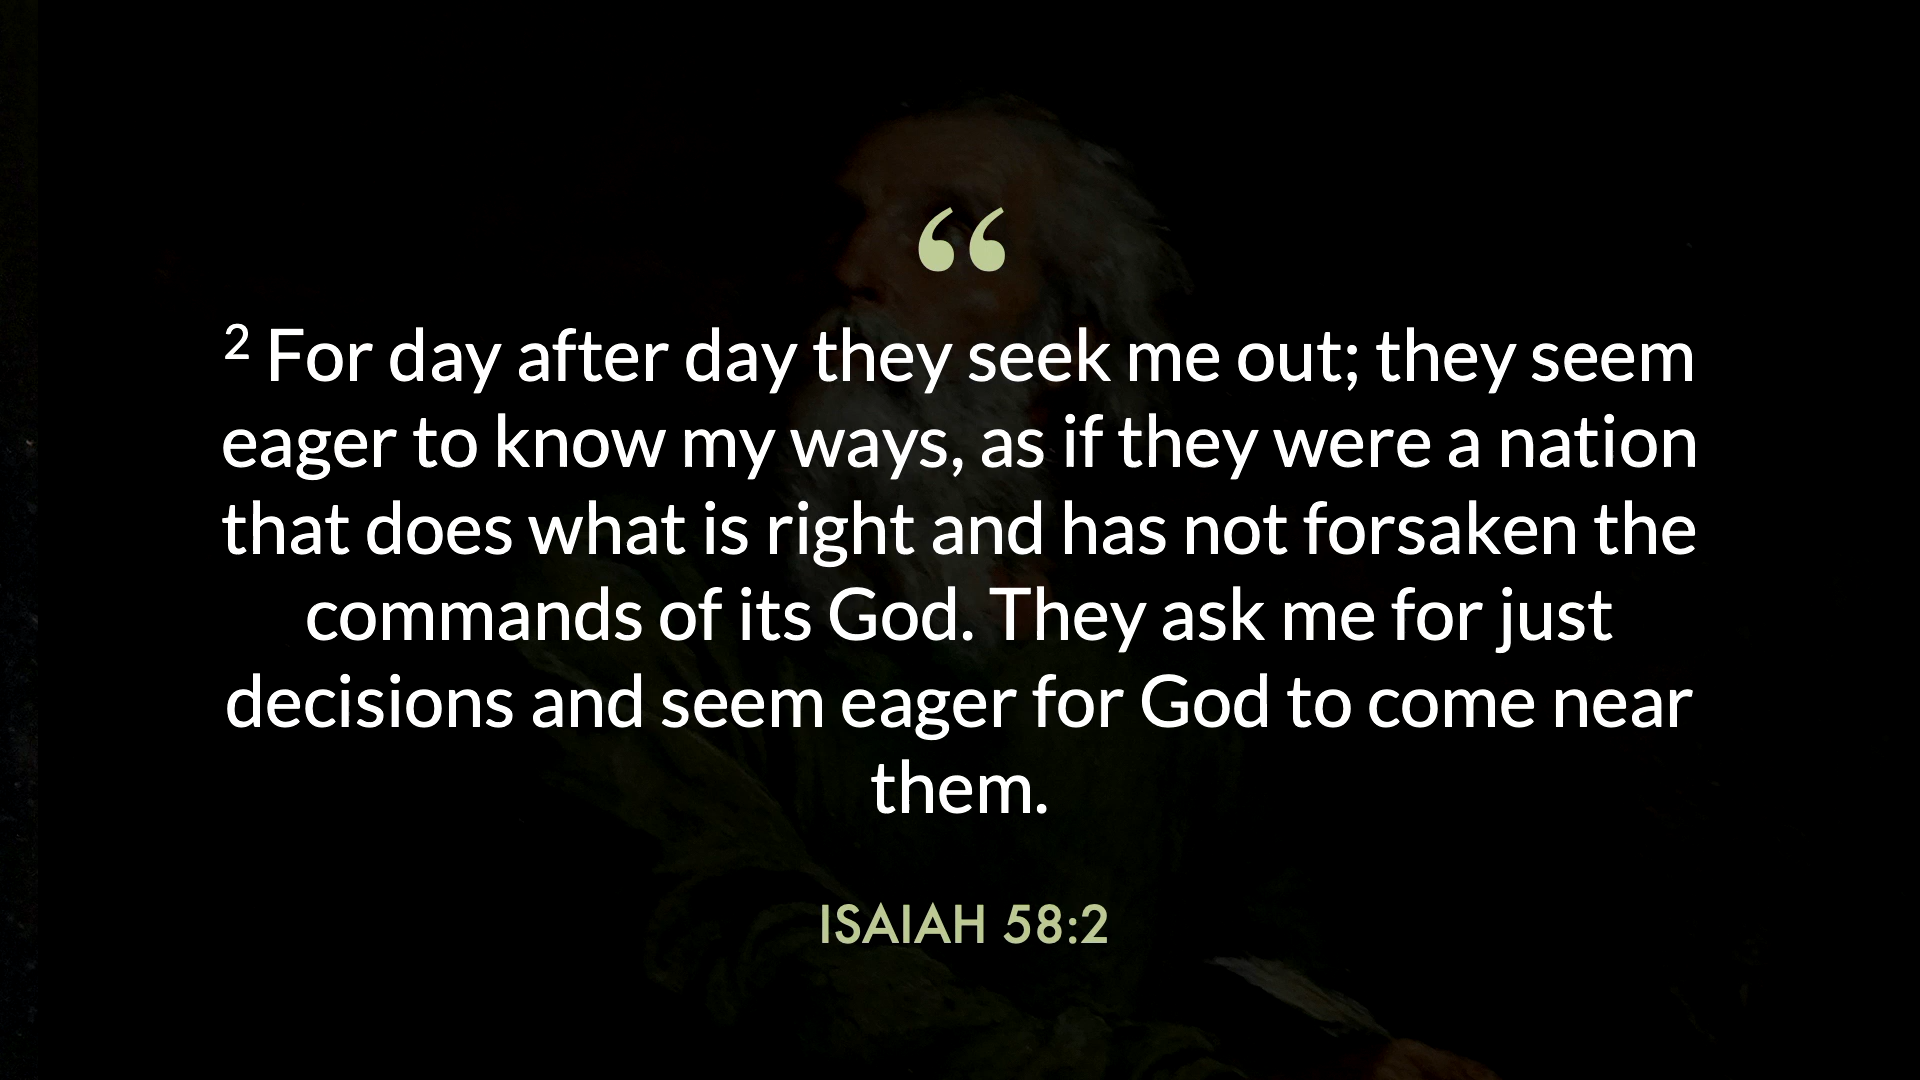 “
² For day after day they seek me out; they seem
eager to know my ways, as if they were a nation
that does what is right and has not forsaken the
commands of its God. They ask me for just
decisions and seem eager for God to come near
them.
ISAIAH 58:2